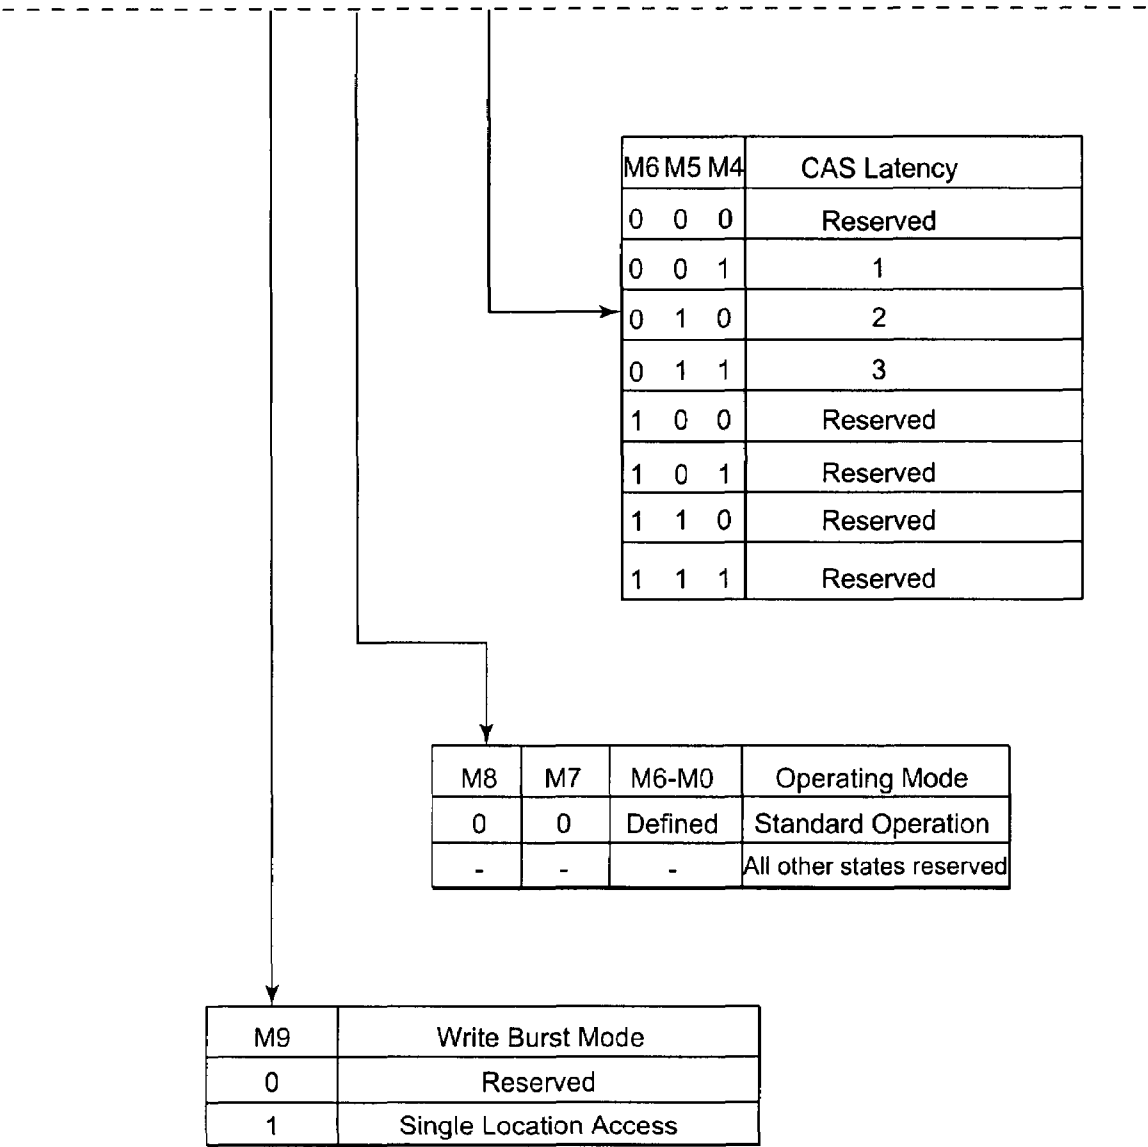 M6 M5 M4 CAS Latency
0 0 0 Reserved
0 0 1 1
0 1 0 2
0 1 1 3
1 0 0 Reserved
1 0 1 Reserved
1 1 0 Reserved
1 1 1 Reserved
M8 M7 M6-M0 Operating Mode
0 0 Defined Standard Operation
- - - All other states reserved
M9 Write Burst Mode
0 Reserved
1 Single Location Access